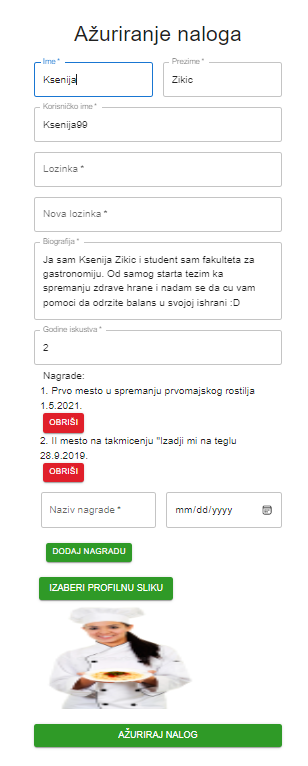 Ažuriranje naloga
Ime *
Prezime *
Ksenija
Zikic
Korisničko ime *
Ksenija99
Lozinka *
Nova lozinka *
Biografija *
Ja sam Ksenija Zikic i student sam fakulteta za
gastronomiju. Od samog starta tezim ka
spremanju zdrave hrane i nadam se da cu vam
pomoci da odrzite balans u svojoj ishrani :D
Godine iskustva *
2
Nagrade:
1. Prvo mesto u spremanju prvomajskog rostilja
1.5.2021.
OBRIŠI
2. II mesto na takmicenju "Izadji mi na teglu
28.9.2019.
OBRIŠI
Naziv nagrade *
mm/dd/yyyy
DODAJ NAGRADU
IZABERI PROFILNU SLIKU
AŽURIRAJ NALOG